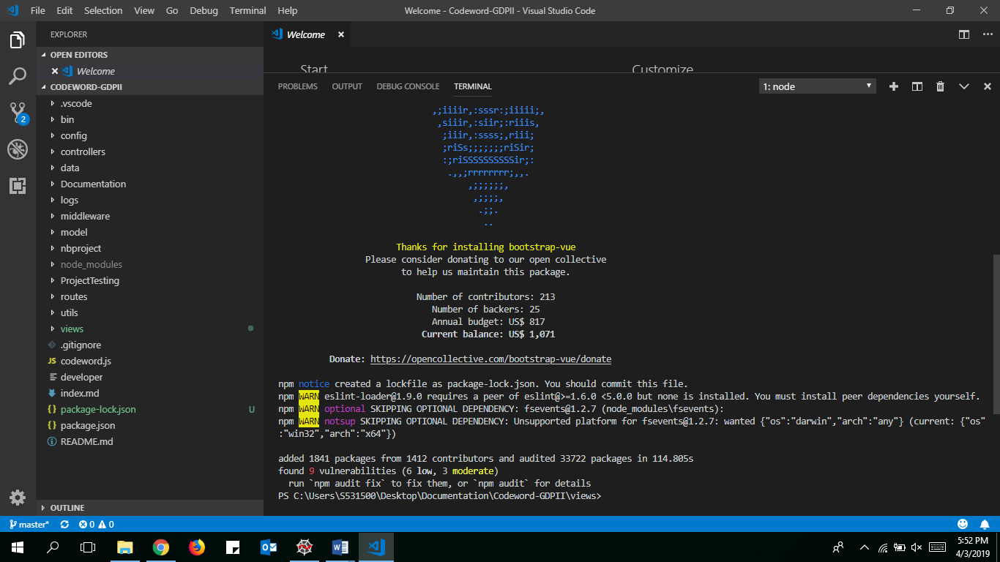 File Edit Selection View Go Debug Terminal Help
Welcome - Codeword-GDPII - Visual Studio Code
EXPLORER
OPEN EDITORS
Welcome
CODEWORD-GDPII
.vscode
bin
config
controllers
data
Documentation
logs
middleware
model
nbproject
node_modules
ProjectTesting
routes
utils
views
.gitignore
JS codeword.js
developer
index.md
{} package-lock.json U
{} package.json
README.md
OUTLINE
2
Welcome
Start
Customize
PROBLEMS OUTPUT DEBUG CONSOLE TERMINAL
1: node
,;iiiir,:sssr:;iiiii;,
,siiir,:siir;:riiis,
;iiir,:ssss;,riii;
;riSs;;;;;;;riSir;
:;riSSSSSSSSSSir;:
.,,;rrrrrrrr;,,.
,;;;;;;,
,;;;;,
.;;.
..
Thanks for installing bootstrap-vue
Please consider donating to our open collective
to help us maintain this package.
Number of contributors: 213
Number of backers: 25
Annual budget: US$ 817
Current balance: US$ 1,071
Donate: https://opencollective.com/bootstrap-vue/donate
npm notice created a lockfile as package-lock.json. You should commit this file.
npm WARN eslint-loader@1.9.0 requires a peer of eslint@>=1.6.0 <5.0.0 but none is installed. You must install peer dependencies yourself.
npm WARN optional SKIPPING OPTIONAL DEPENDENCY: fsevents@1.2.7 (node_modules\fsevents):
npm WARN notsup SKIPPING OPTIONAL DEPENDENCY: Unsupported platform for fsevents@1.2.7: wanted {"os":"darwin","arch":"any"} (current: {"os"
:"win32","arch":"x64"})
added 1841 packages from 1412 contributors and audited 33722 packages in 114.805s
found 9 vulnerabilities (6 low, 3 moderate)
run `npm audit fix` to fix them, or `npm audit` for details
PS C:\Users\S531500\Desktop\Documentation\Codeword-GDPII\views>
master* 0 0
5:52 PM
4/3/2019